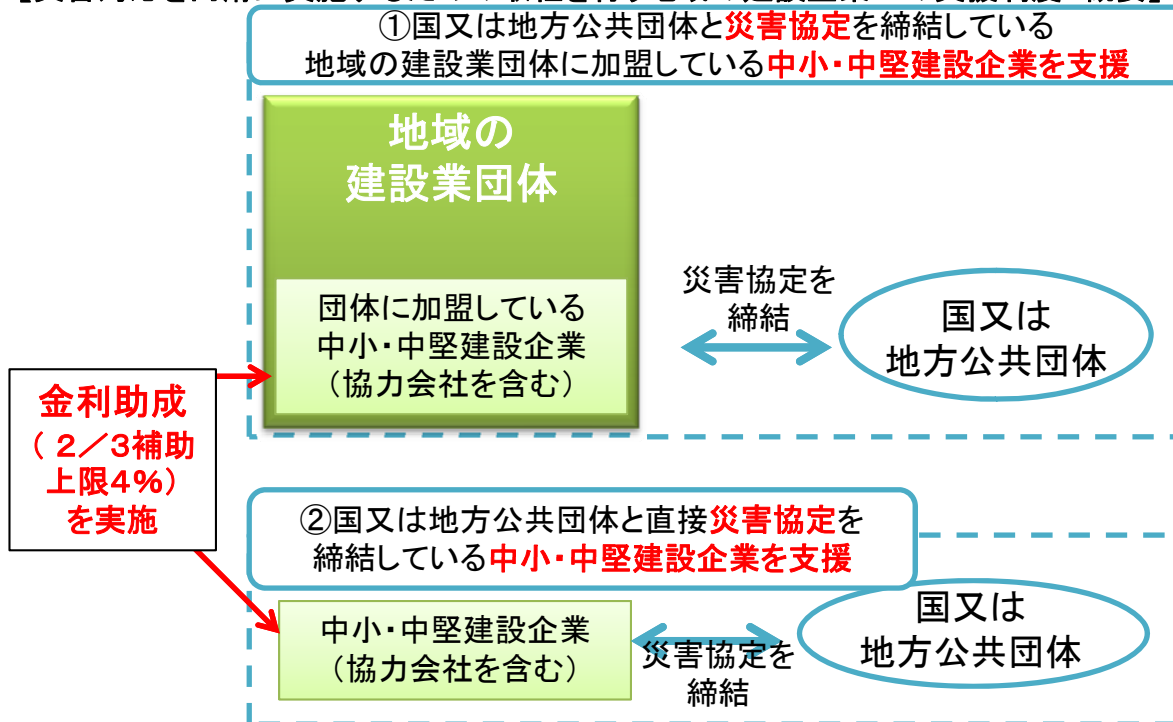 ①国又は地方公共団体と災害協定を締結している
地域の建設業団体に加盟している中小・中堅建設企業を支援
地域の
建設業団体
団体に加盟している
中小・中堅建設企業
（協力会社を含む）
災害協定を
締結
国又は
地方公共団体
金利助成
（２／３補助
上限４％）
を実施
②国又は地方公共団体と直接災害協定を
締結している中小・中堅建設企業を支援
中小・中堅建設企業
（協力会社を含む）
災害協定を
締結
国又は
地方公共団体